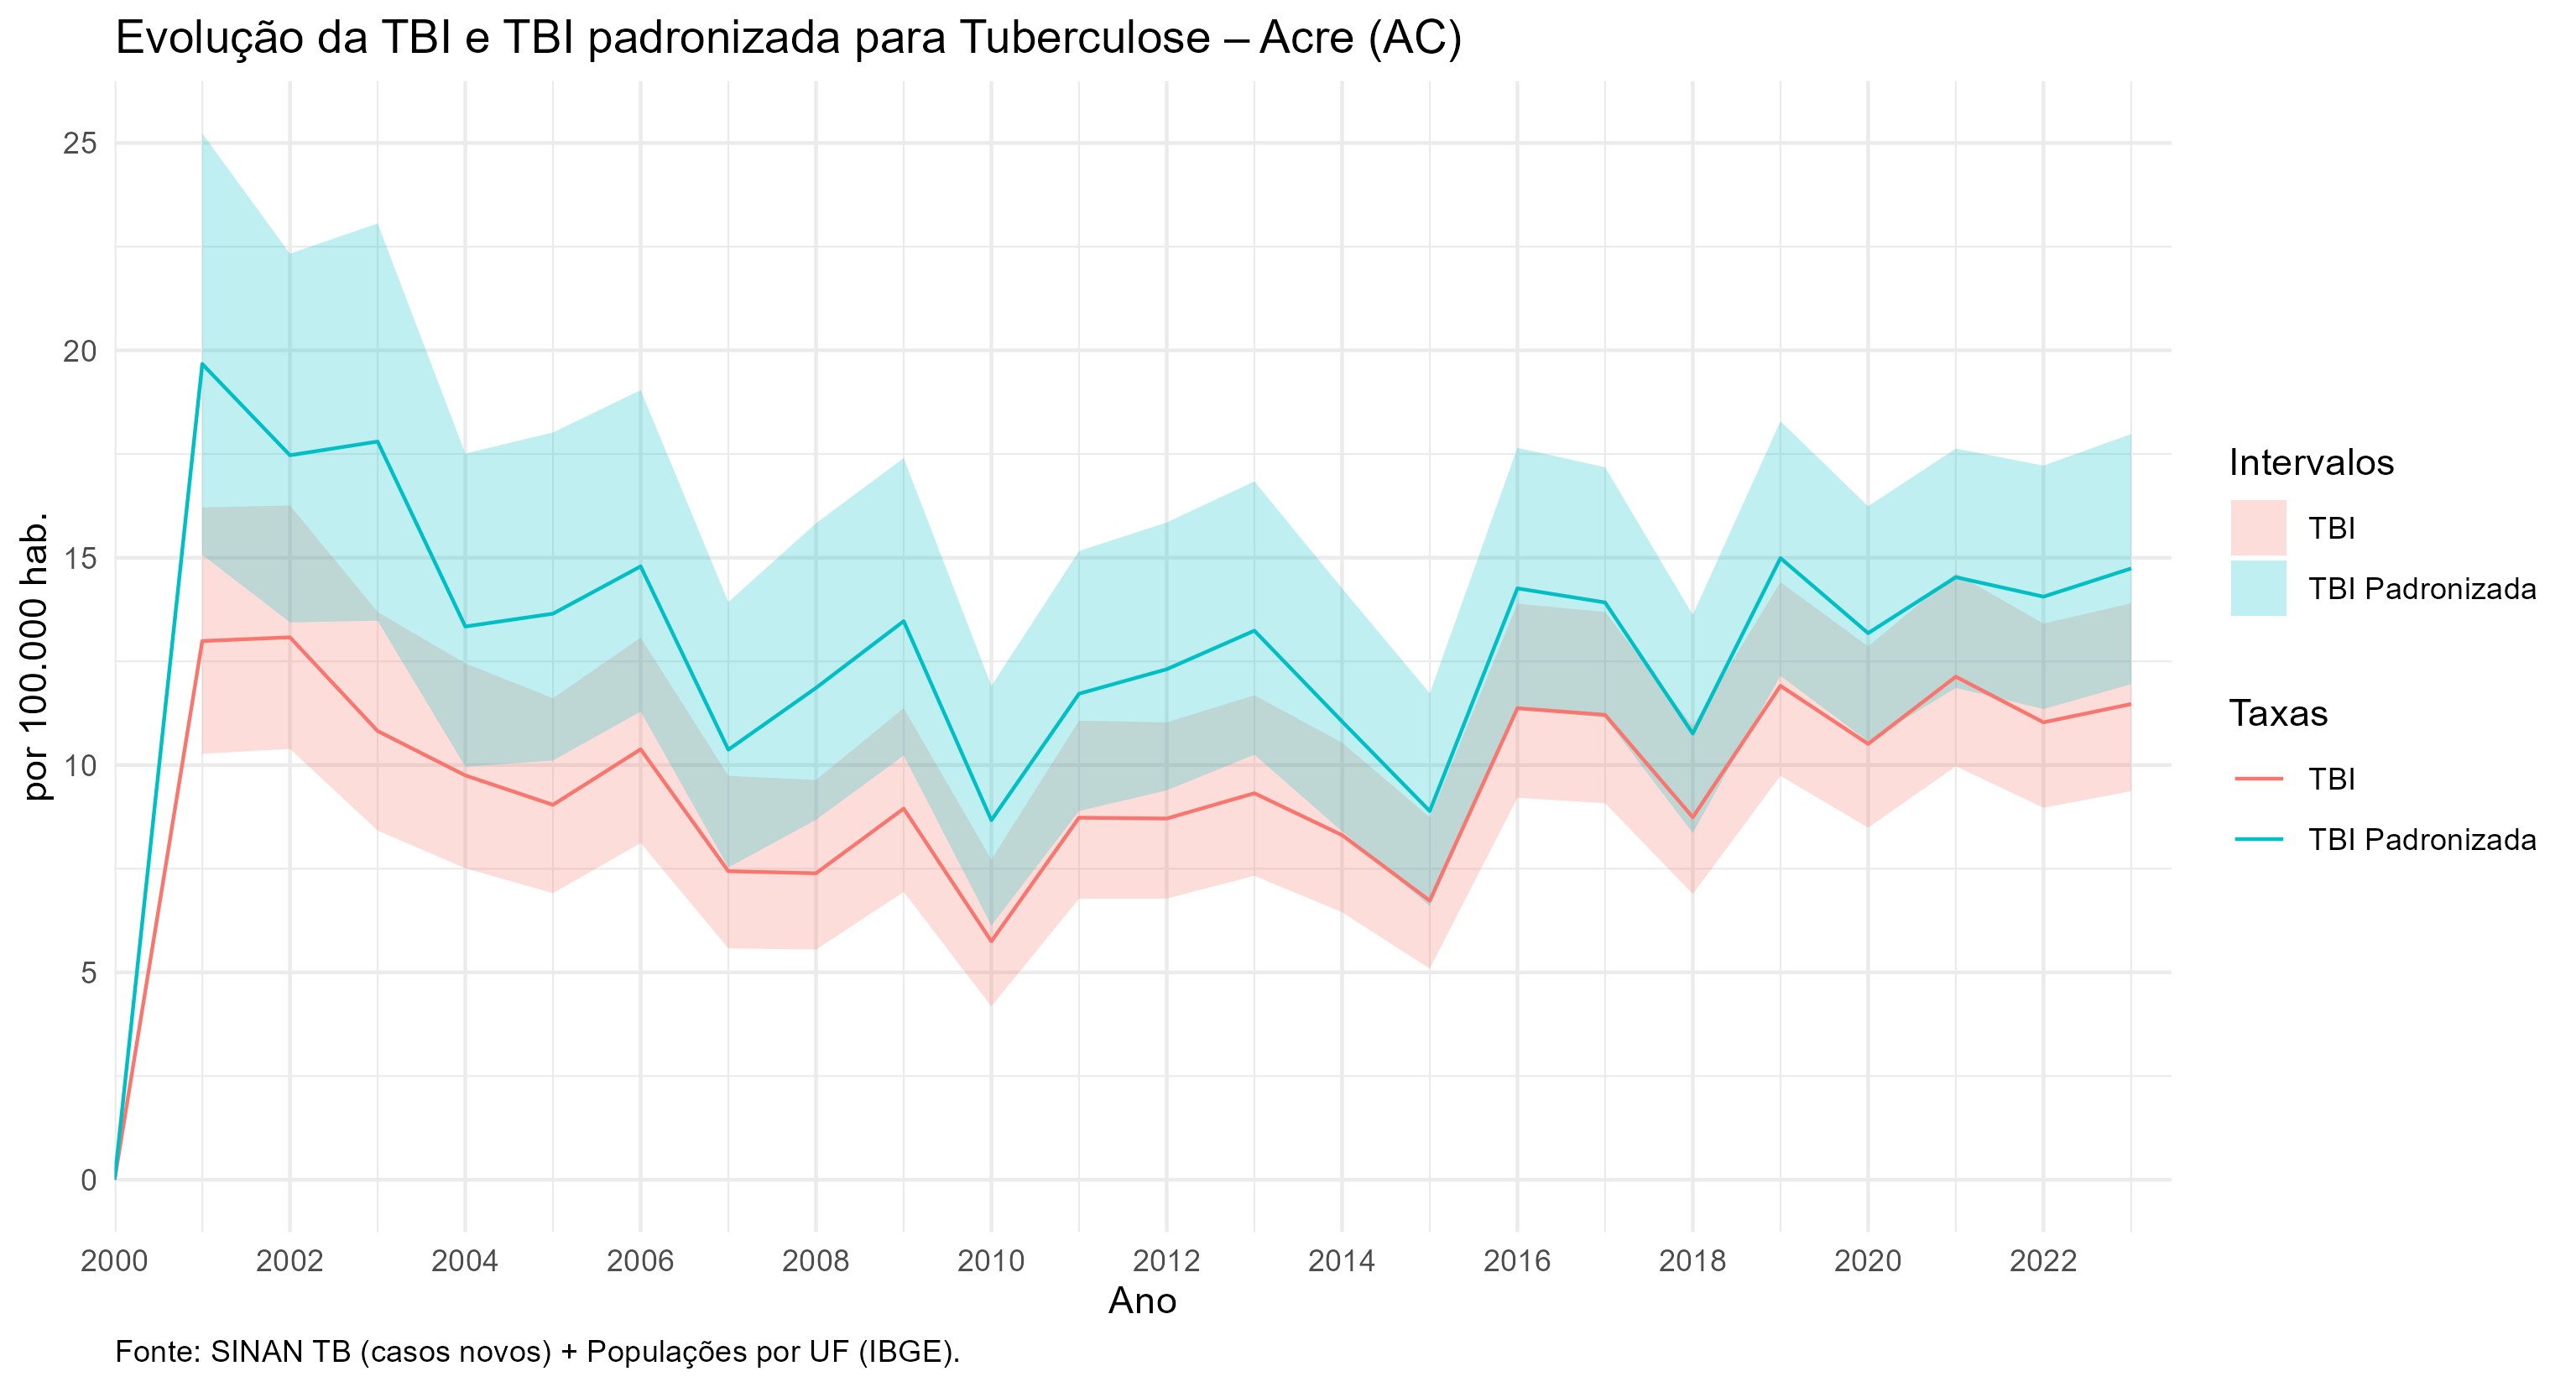 Evolução da TBI e TBI padronizada para Tuberculose – Acre (AC)
por 100.000 hab.
25
20
15
10
5
0
2000 2002 2004 2006 2008 2010 2012 2014 2016 2018 2020 2022
Ano
Intervalos
TBI
TBI Padronizada
Taxas
TBI
TBI Padronizada
Fonte: SINAN TB (casos novos) + Populações por UF (IBGE).